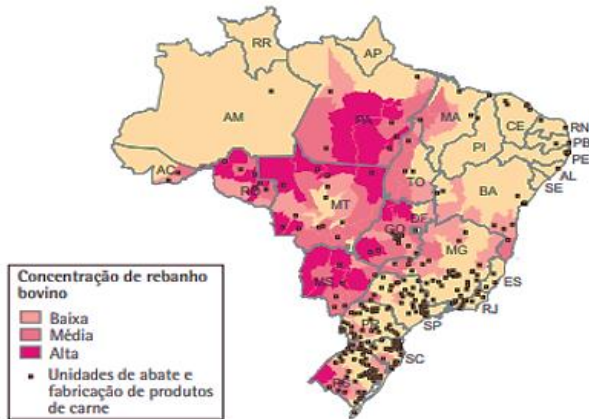 RR
AP
AM
PA
MA
CE
RN
PB
PE
AL
SE
PI
AC
RO
TO
BA
MT
DF
GO
MG
ES
MS
SP
RJ
PR
SC
RS
Concentração de rebanho
bovino
Baixa
Média
Alta
Unidades de abate e
fabricação de produtos
de carne